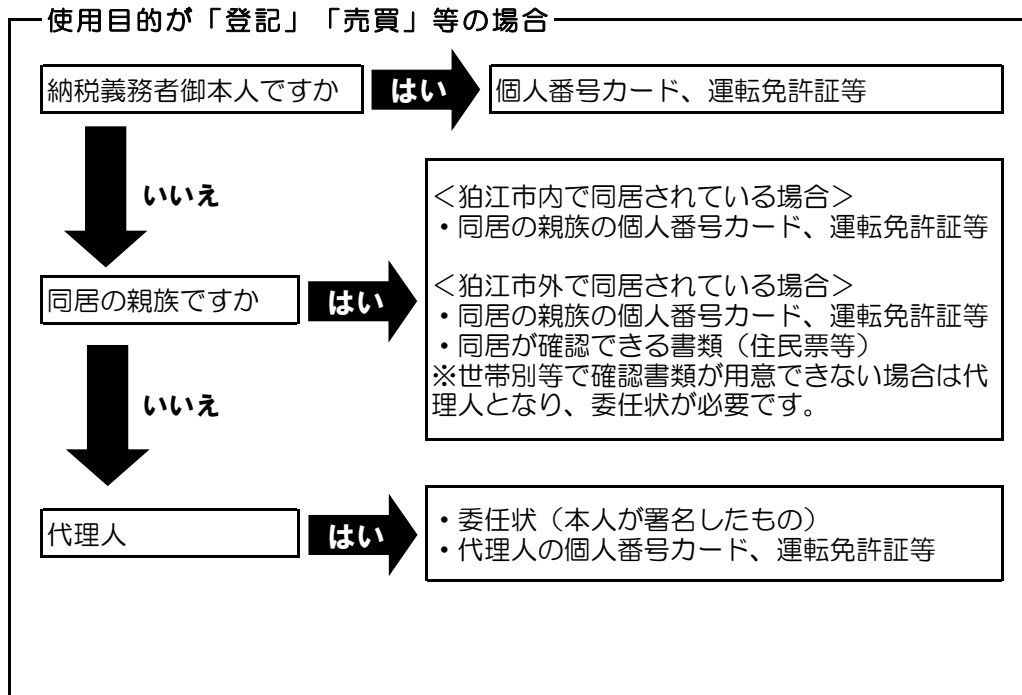 使用目的が「登記」「売買」等の場合
納税義務者御本人ですか
はい
個人番号カード、運転免許証等
いいえ
＜狛江市内で同居されている場合＞
・同居の親族の個人番号カード、運転免許証等
＜狛江市外で同居されている場合＞
・同居の親族の個人番号カード、運転免許証等
・同居が確認できる書類（住民票等）
※世帯別等で確認書類が用意できない場合は代
理人となり、委任状が必要です。
同居の親族ですか
はい
いいえ
代理人
はい
・委任状（本人が署名したもの）
・代理人の個人番号カード、運転免許証等